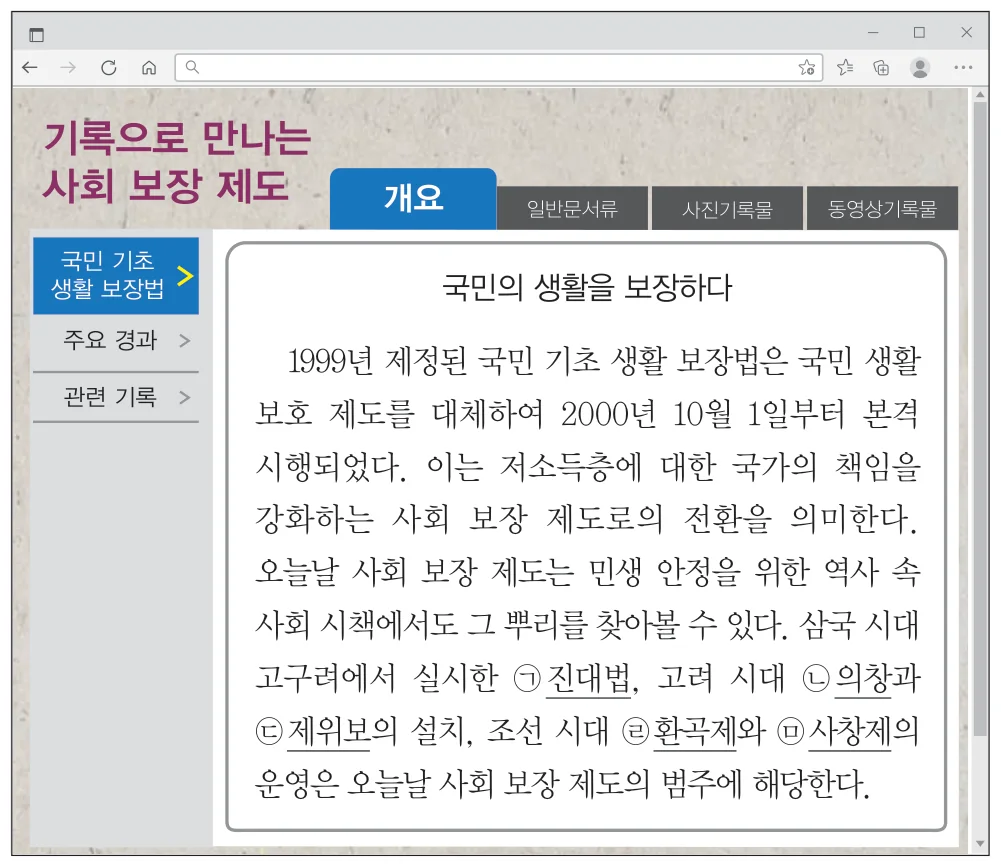 기록으로 만나는
사회 보장 제도
개요
일반문서류
사진기록물
동영상기록물
국민 기초
생활 보장법
주요 경과
관련 기록
국민의 생활을 보장하다
1999년 제정된 국민 기초 생활 보장법은 국민 생활
보호 제도를 대체하여 2000년 10월 1일부터 본격
시행되었다. 이는 저소득층에 대한 국가의 책임을
강화하는 사회 보장 제도로의 전환을 의미한다.
오늘날 사회 보장 제도는 민생 안정을 위한 역사 속
사회 시책에서도 그 뿌리를 찾아볼 수 있다. 삼국 시대
고구려에서 실시한 ㉠진대법, 고려 시대 ㉡의창과
㉢제위보의 설치, 조선 시대 ㉣환곡제와 ㉤사창제의
운영은 오늘날 사회 보장 제도의 범주에 해당한다.